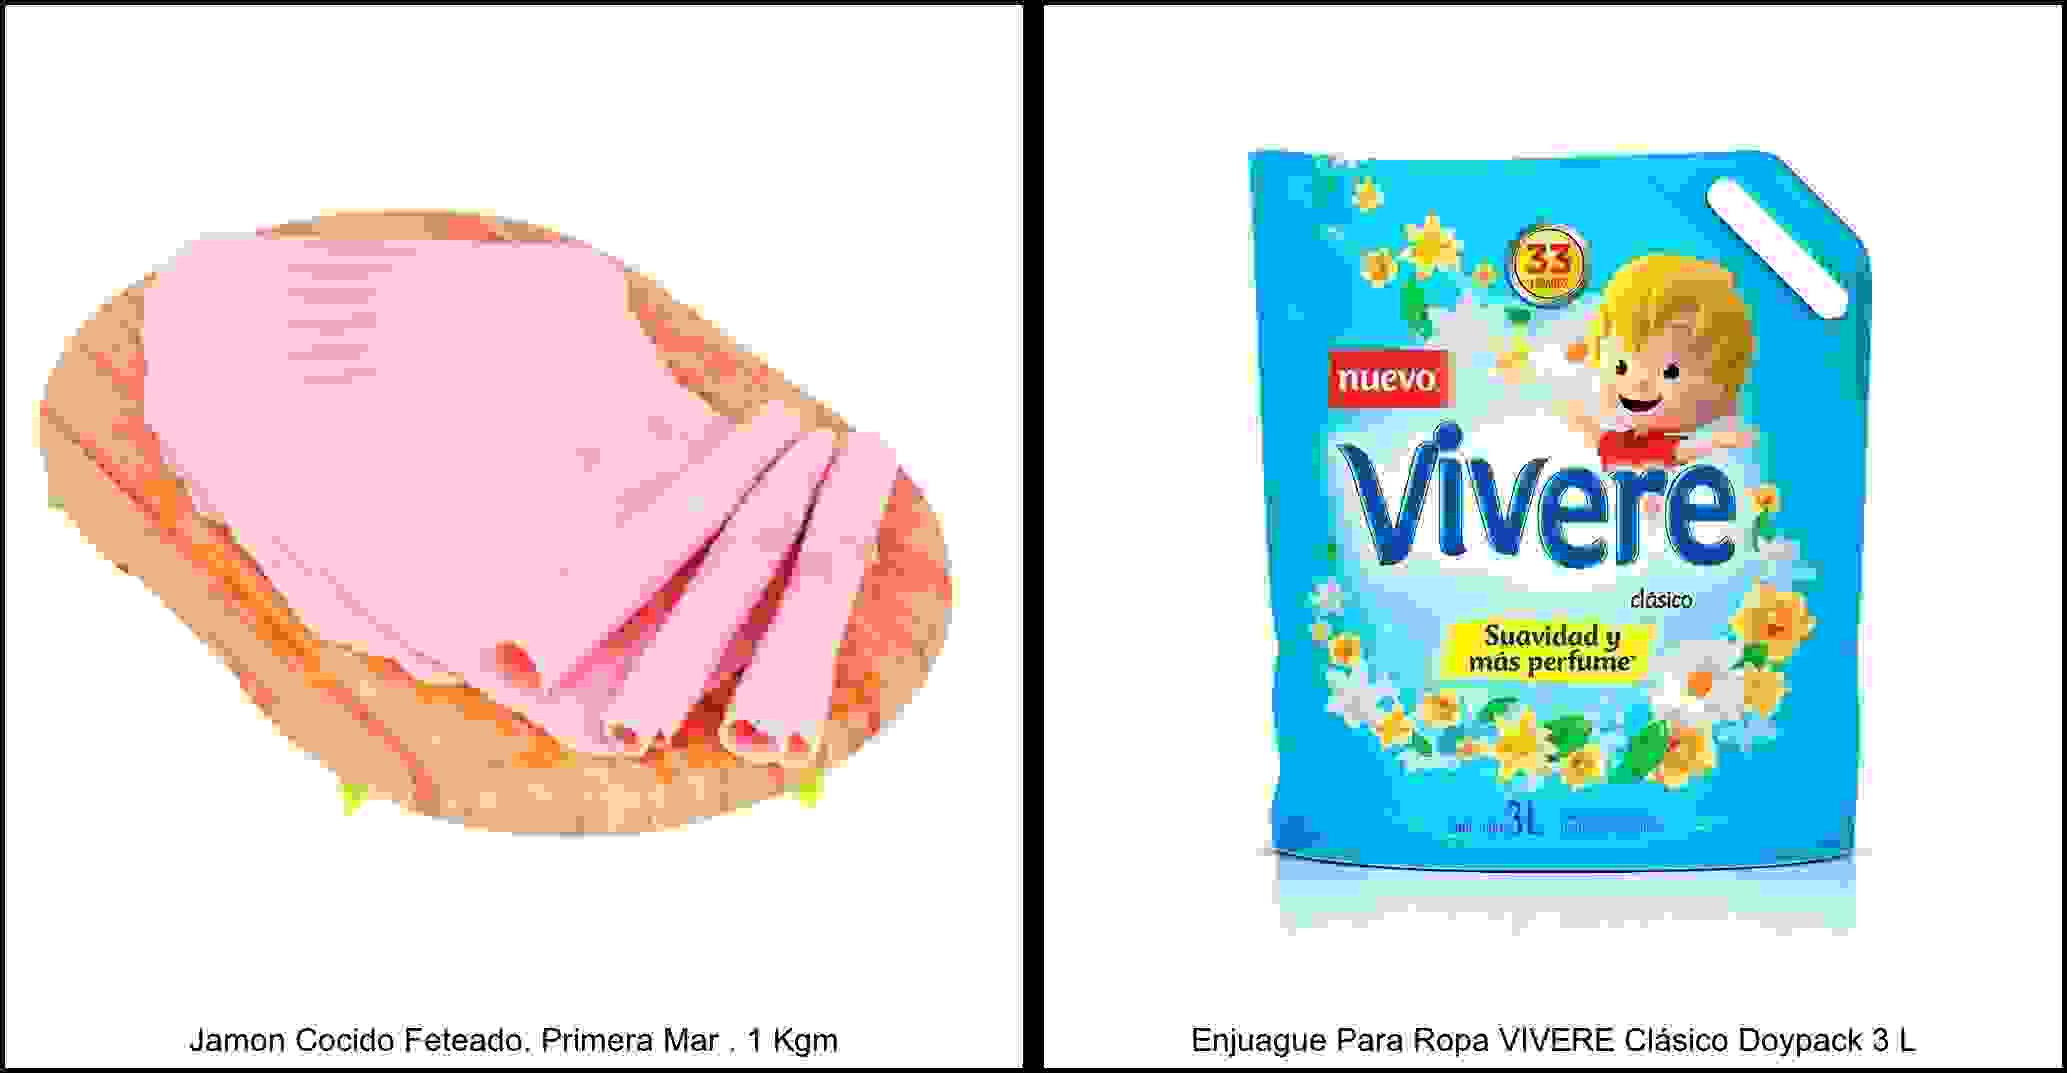 Jamon Cocido Feteado. Primera Mar . 1 Kgm
33
nuevo
Vivere
clásico
Suavidad y
más perfume
3L
Enjuague Para Ropa VIVERE Clásico Doypack 3 L